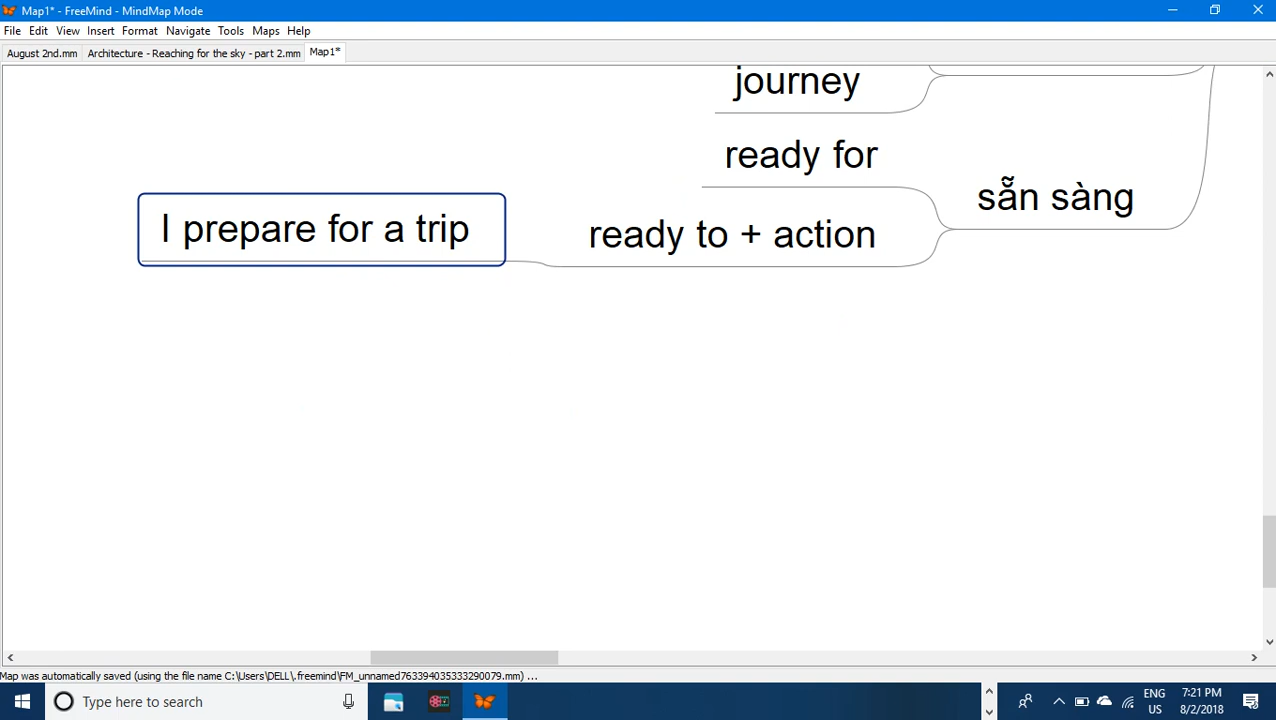 Map1* - FreeMind - MindMap Mode
File Edit View Insert Format Navigate Tools Maps Help
August 2nd.mm Architecture - Reaching for the sky - part 2.mm Map1*
journey
ready for
sẵn sàng
I prepare for a trip
ready to + action
Map was automatically saved (using the file name C:\Users\DELL\.freemind\FM_unnamed7633940353332900​79.mm) ...
Type here to search
ENG 7:21 PM
US 8/2/2018